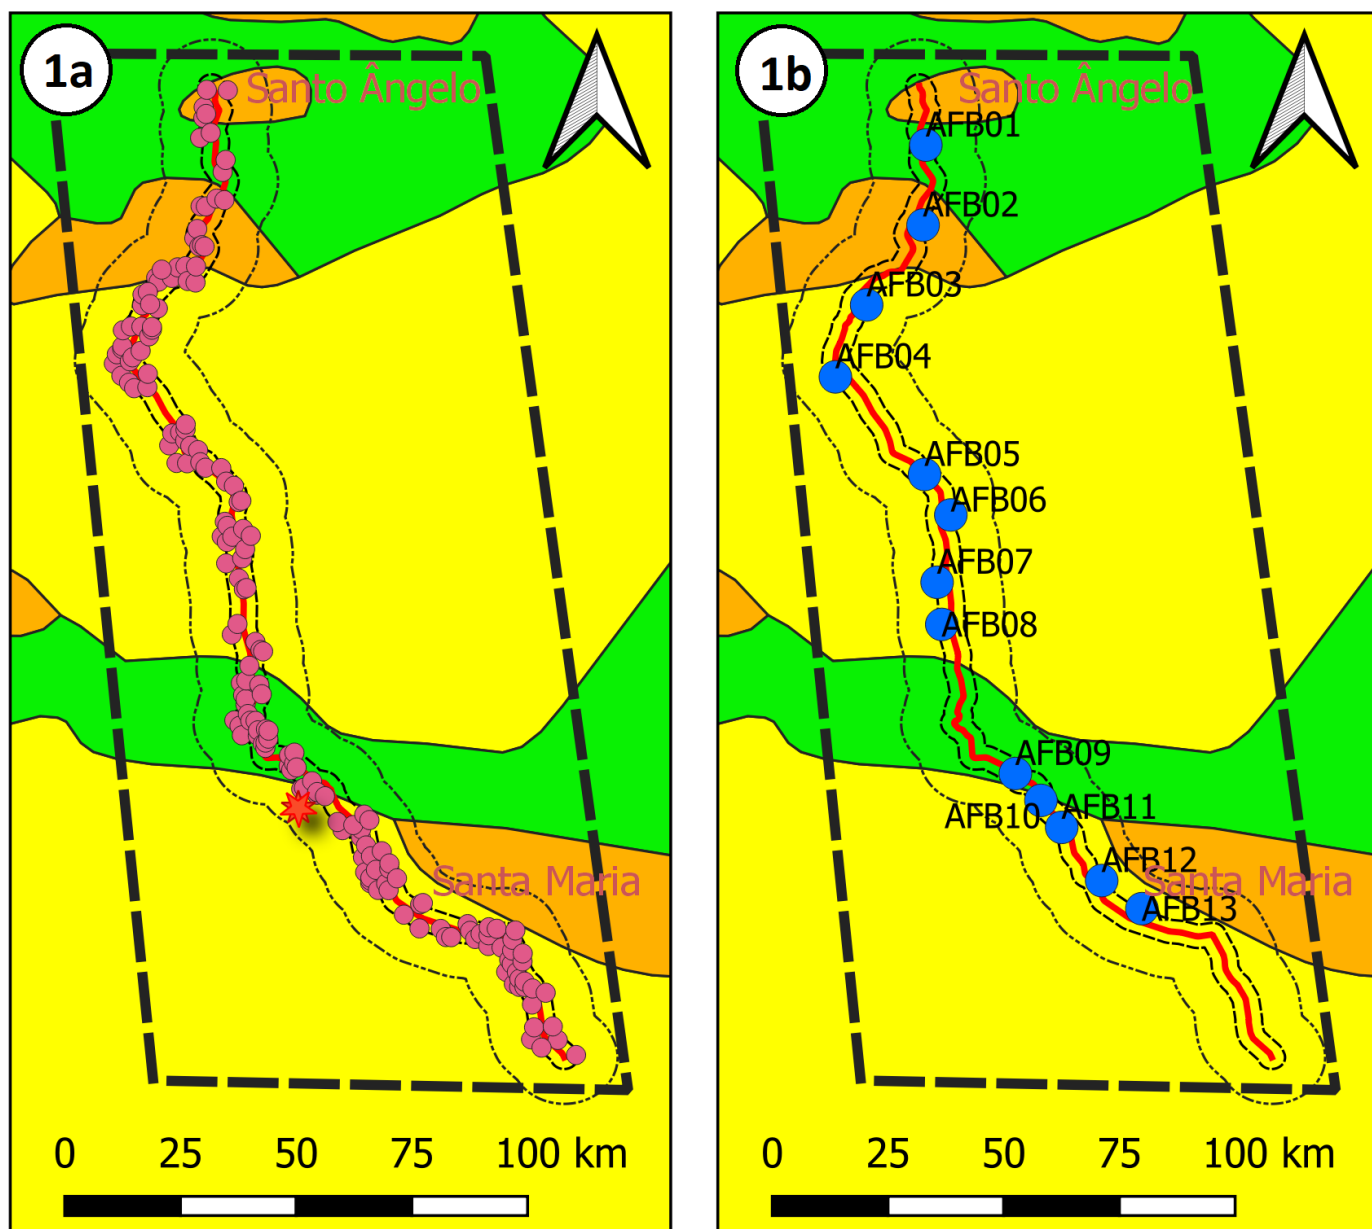 1a
Santo Ângelo
Santa Maria
0 25 50 75 100 km
1b
Santo Ângelo
AFB01
AFB02
AFB03
AFB04
AFB05
AFB06
AFB07
AFB08
AFB09
AFB10
AFB11
AFB12
Santa Maria
AFB13
0 25 50 75 100 km